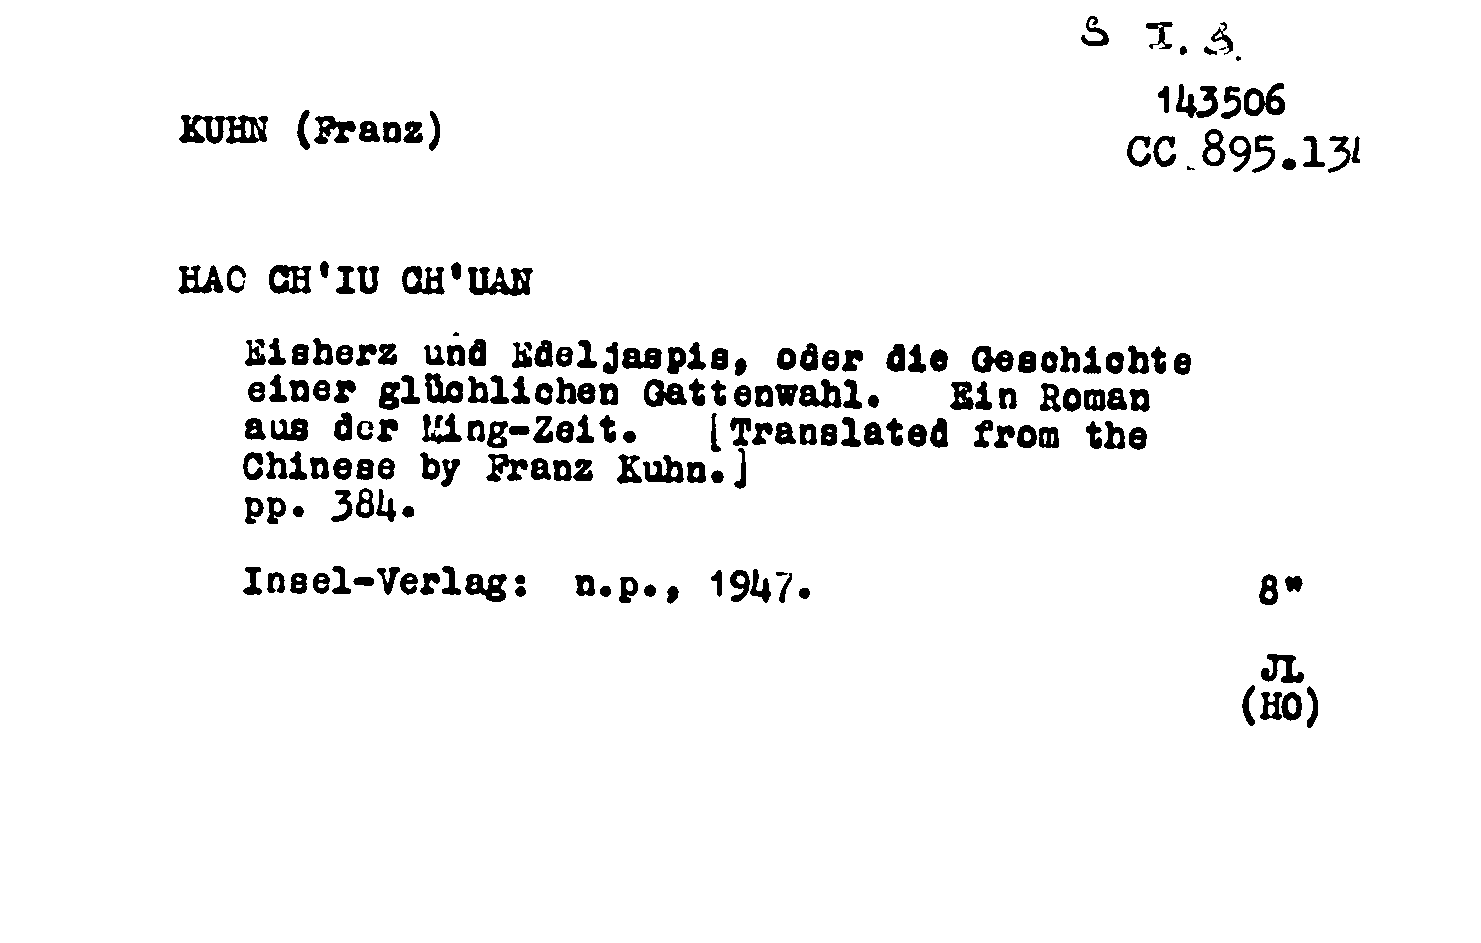 S I. S.
143506
KUHN (Franz)
CC 895.131
HAO CH'IU CH'UAN
Eisherz und Edeljaspis, oder die Geschichte
einer glüchlichen Gattenwahl. Ein Roman
aus der Ming-Zeit. [Translated from the
Chinese by Franz Kuhn.]
pp. 384.
Insel-Verlag: n.p., 1947.
8"
JL
(HO)